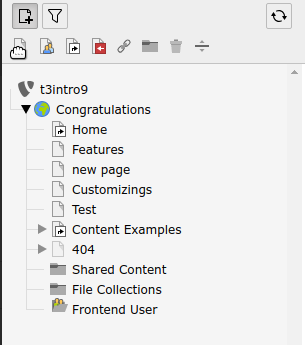 t3intro9
Congratulations
Home
Features
new page
Customizings
Test
Content Examples
404
Shared Content
File Collections
Frontend User